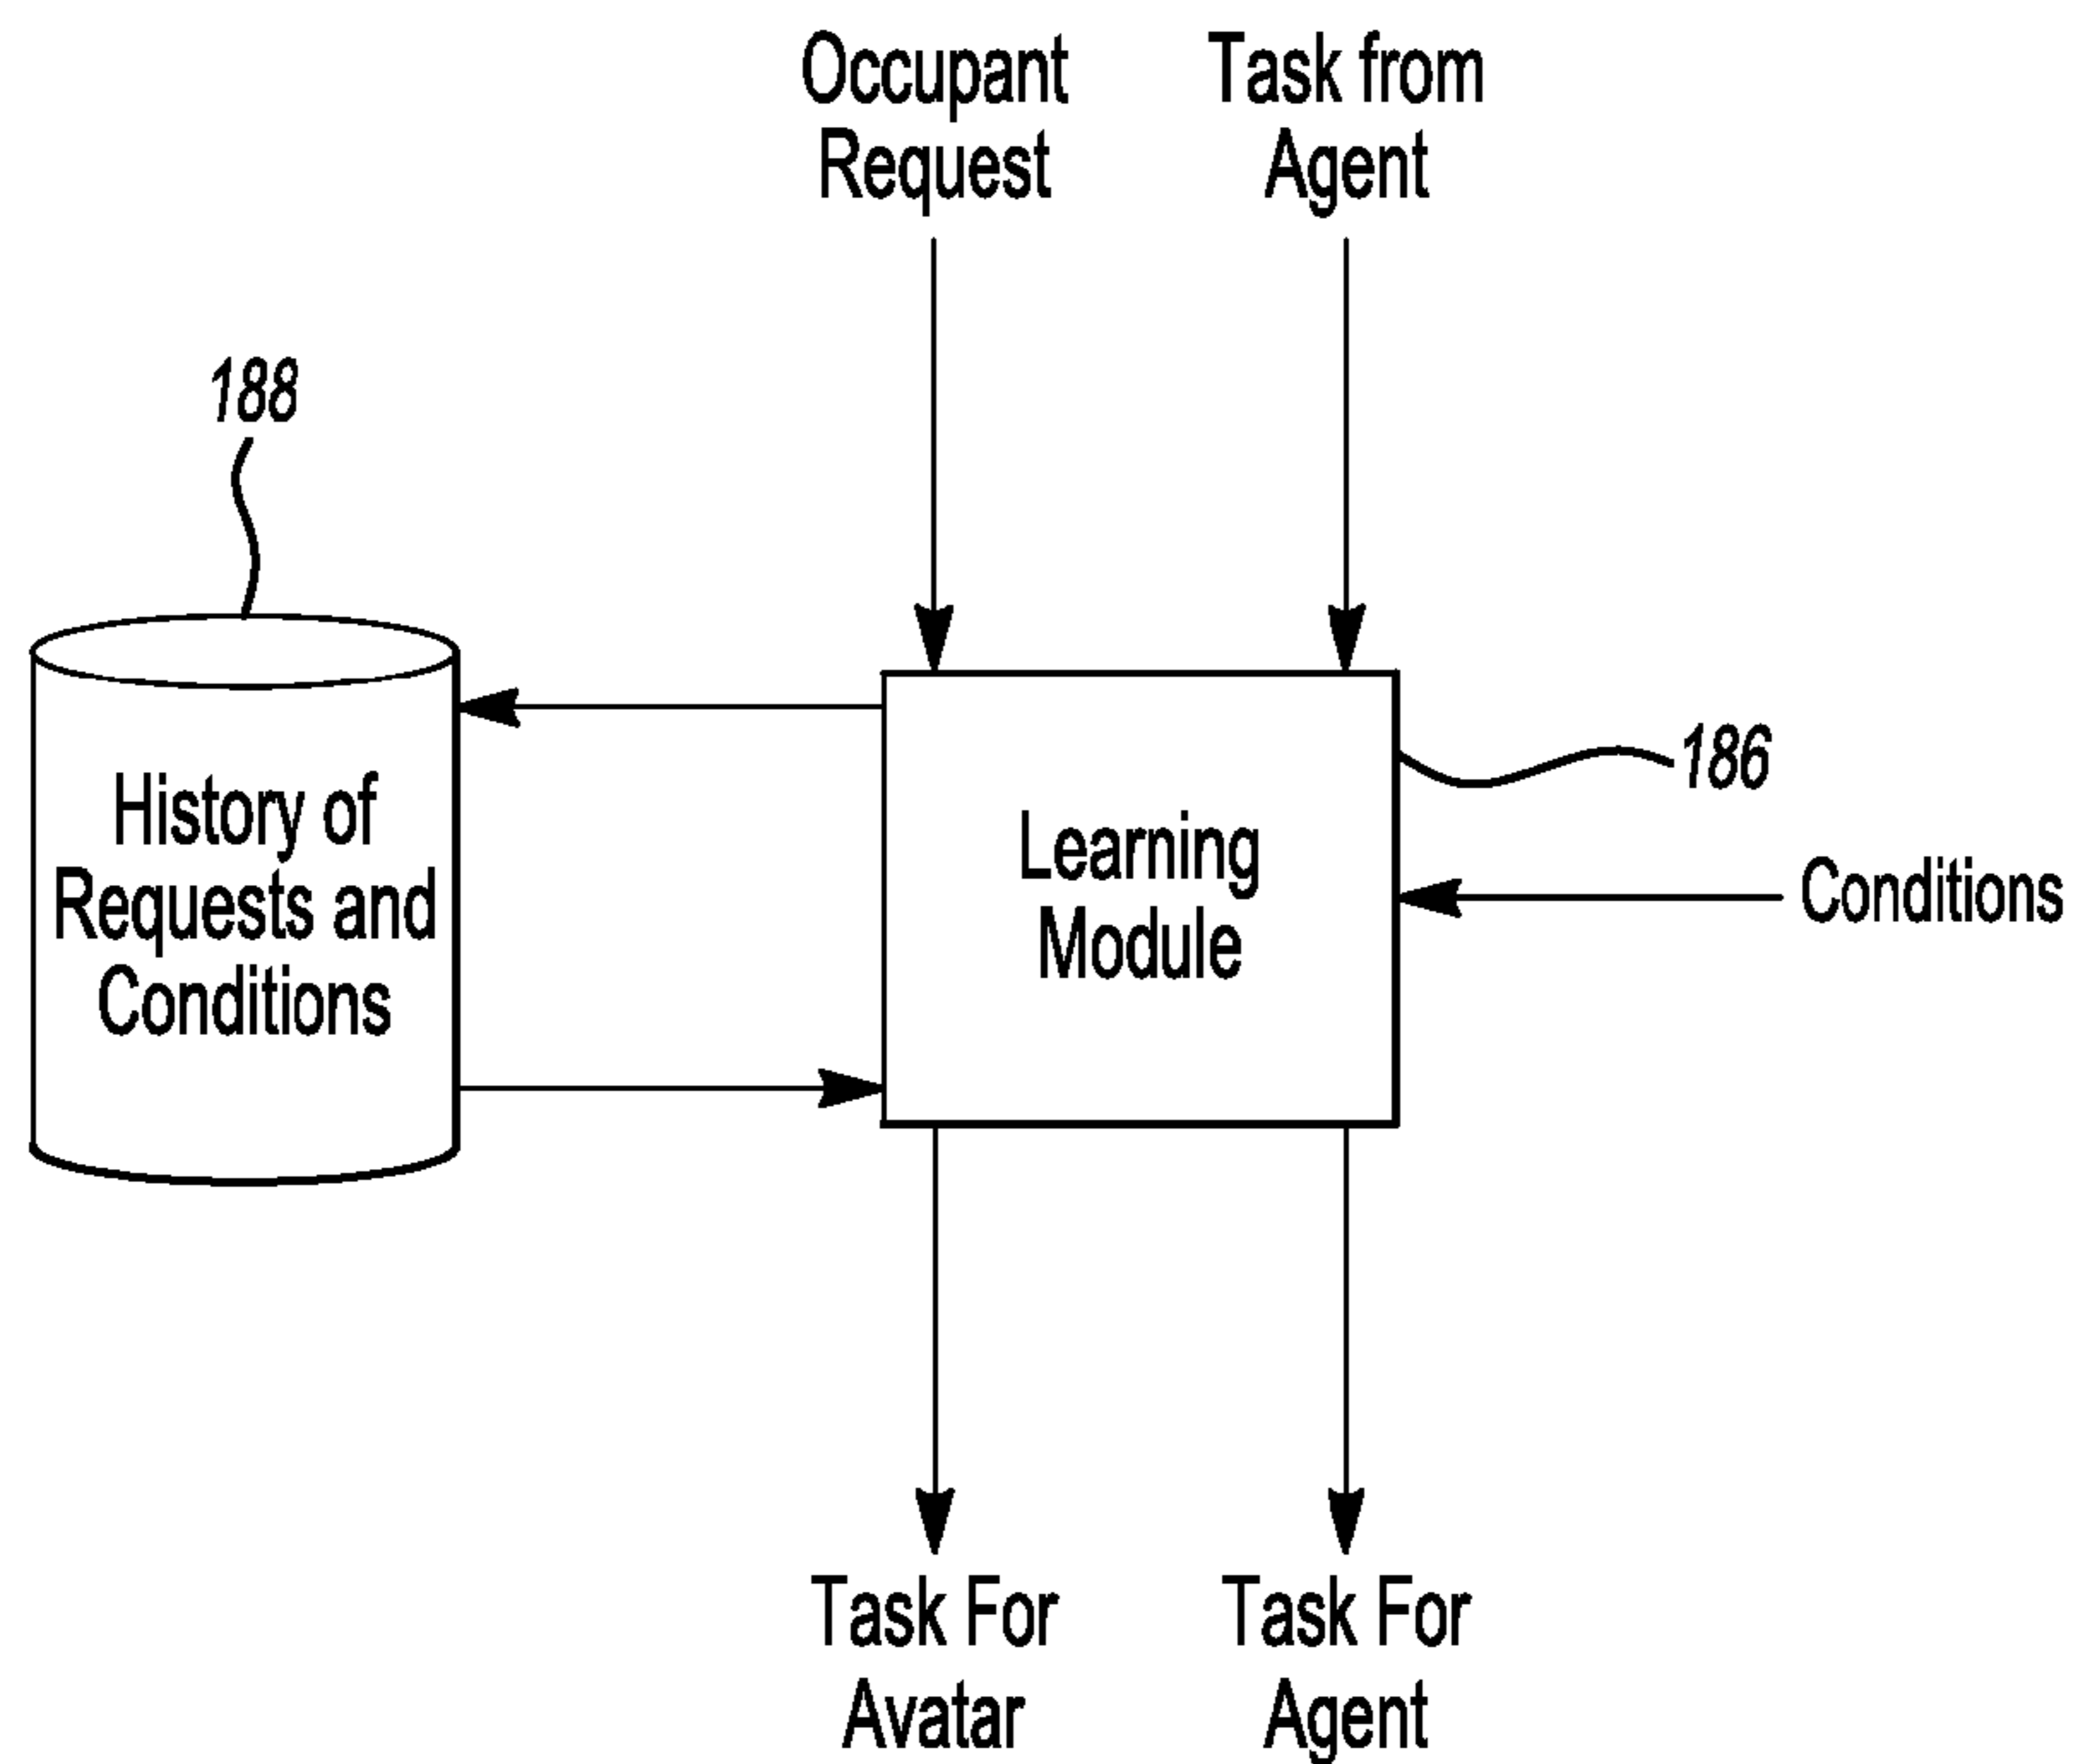 Occupant
Request
Task from
Agent
188
History of
Requests and
Conditions
Learning
Module
186
Conditions
Task For
Avatar
Task For
Agent